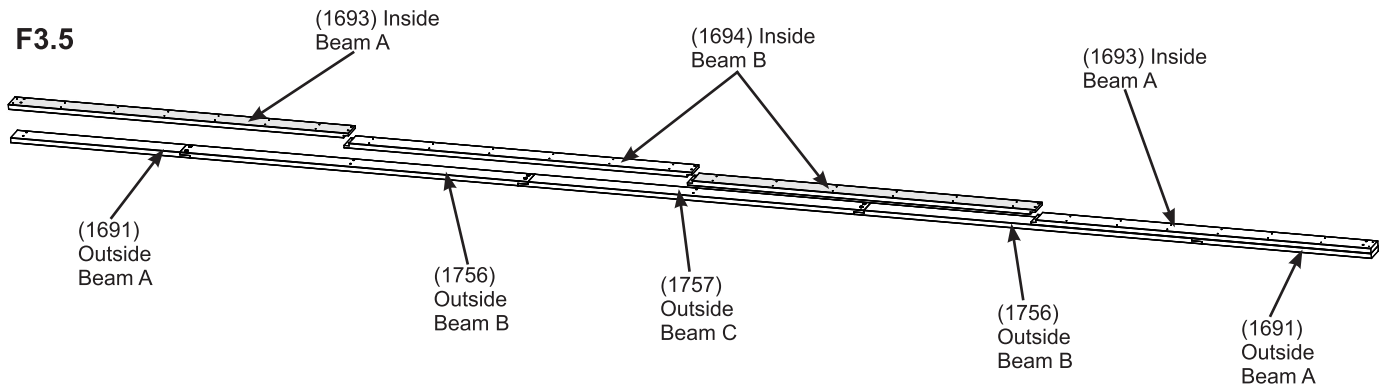 F3.5
(1693) Inside
Beam A
(1694) Inside
Beam B
(1693) Inside
Beam A
(1691)
Outside
Beam A
(1756)
Outside
Beam B
(1757)
Outside
Beam C
(1756)
Outside
Beam B
(1691)
Outside
Beam A